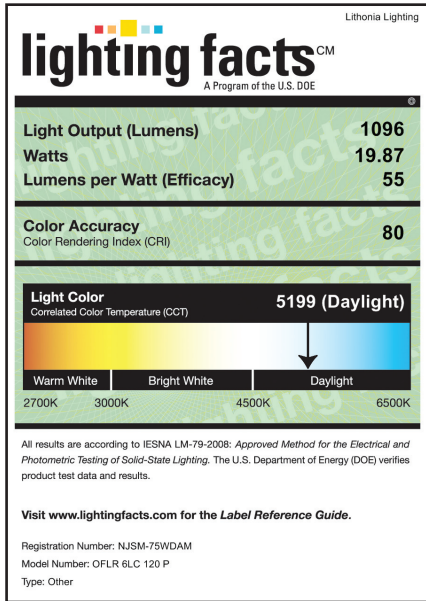 Lithonia Lighting
lighting facts CM
A Program of the U.S. DOE
Light Output (Lumens) 1096
Watts 19.87
Lumens per Watt (Efficacy) 55
Color Accuracy
Color Rendering Index (CRI) 80
Light Color
Correlated Color Temperature (CCT) 5199 (Daylight)
Warm White Bright White Daylight
2700K 3000K 4500K 6500K
All results are according to IESNA LM-79-2008: Approved Method for the Electrical and
Photometric Testing of Solid-State Lighting. The U.S. Department of Energy (DOE) verifies
product test data and results.
Visit www.lightingfacts.com for the Label Reference Guide.
Registration Number: NJSM-75WDAM
Model Number: OFLR 6LC 120 P
Type: Other